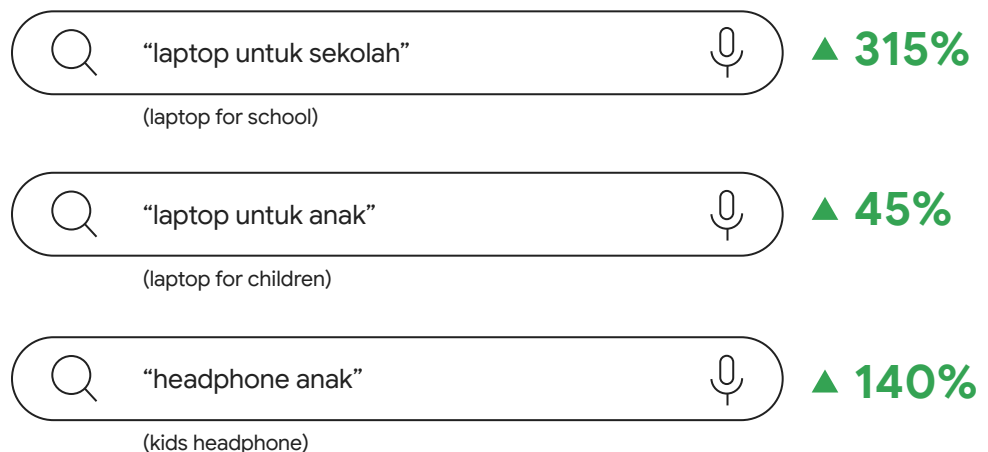 “laptop untuk sekolah” ▲ 315%
(laptop for school)
“laptop untuk anak” ▲ 45%
(laptop for children)
“headphone anak” ▲ 140%
(kids headphone)